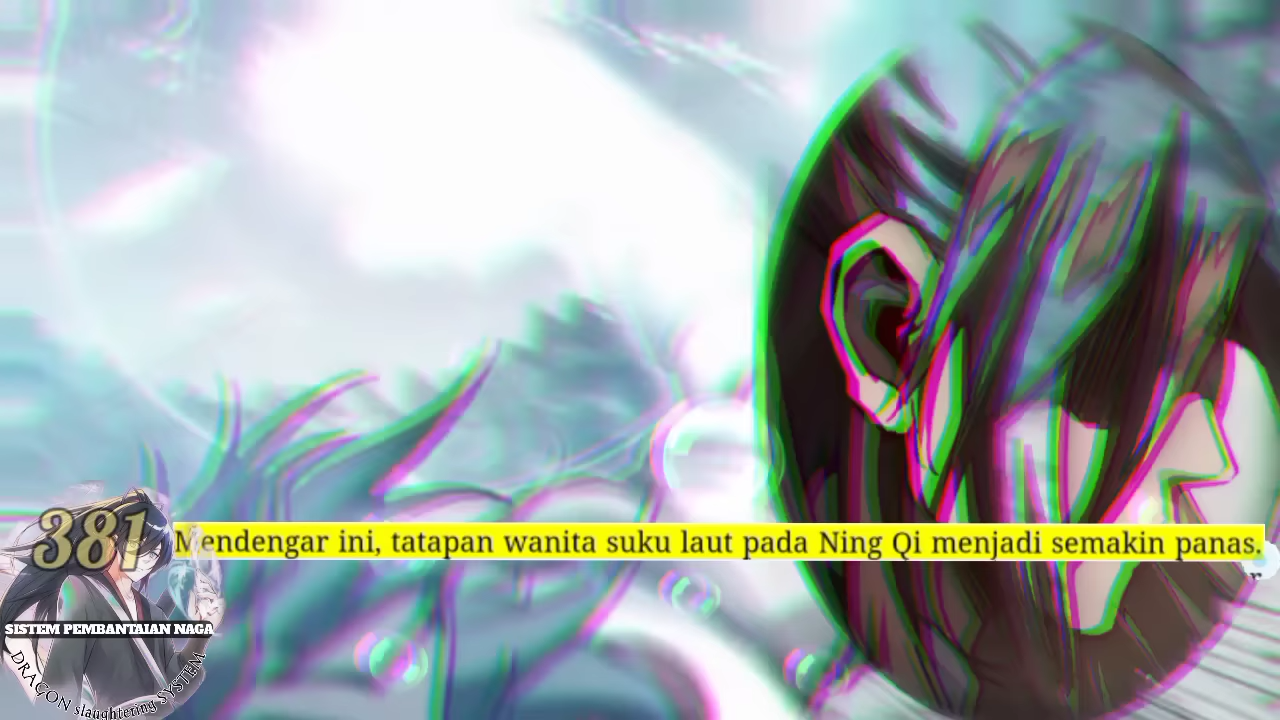 381
Mendengar ini, tatapan wanita suku laut pada Ning Qi menjadi semakin panas.
SISTEM PEMBANTAIAN NAGA
DRAGON slaughtering SYSTEM